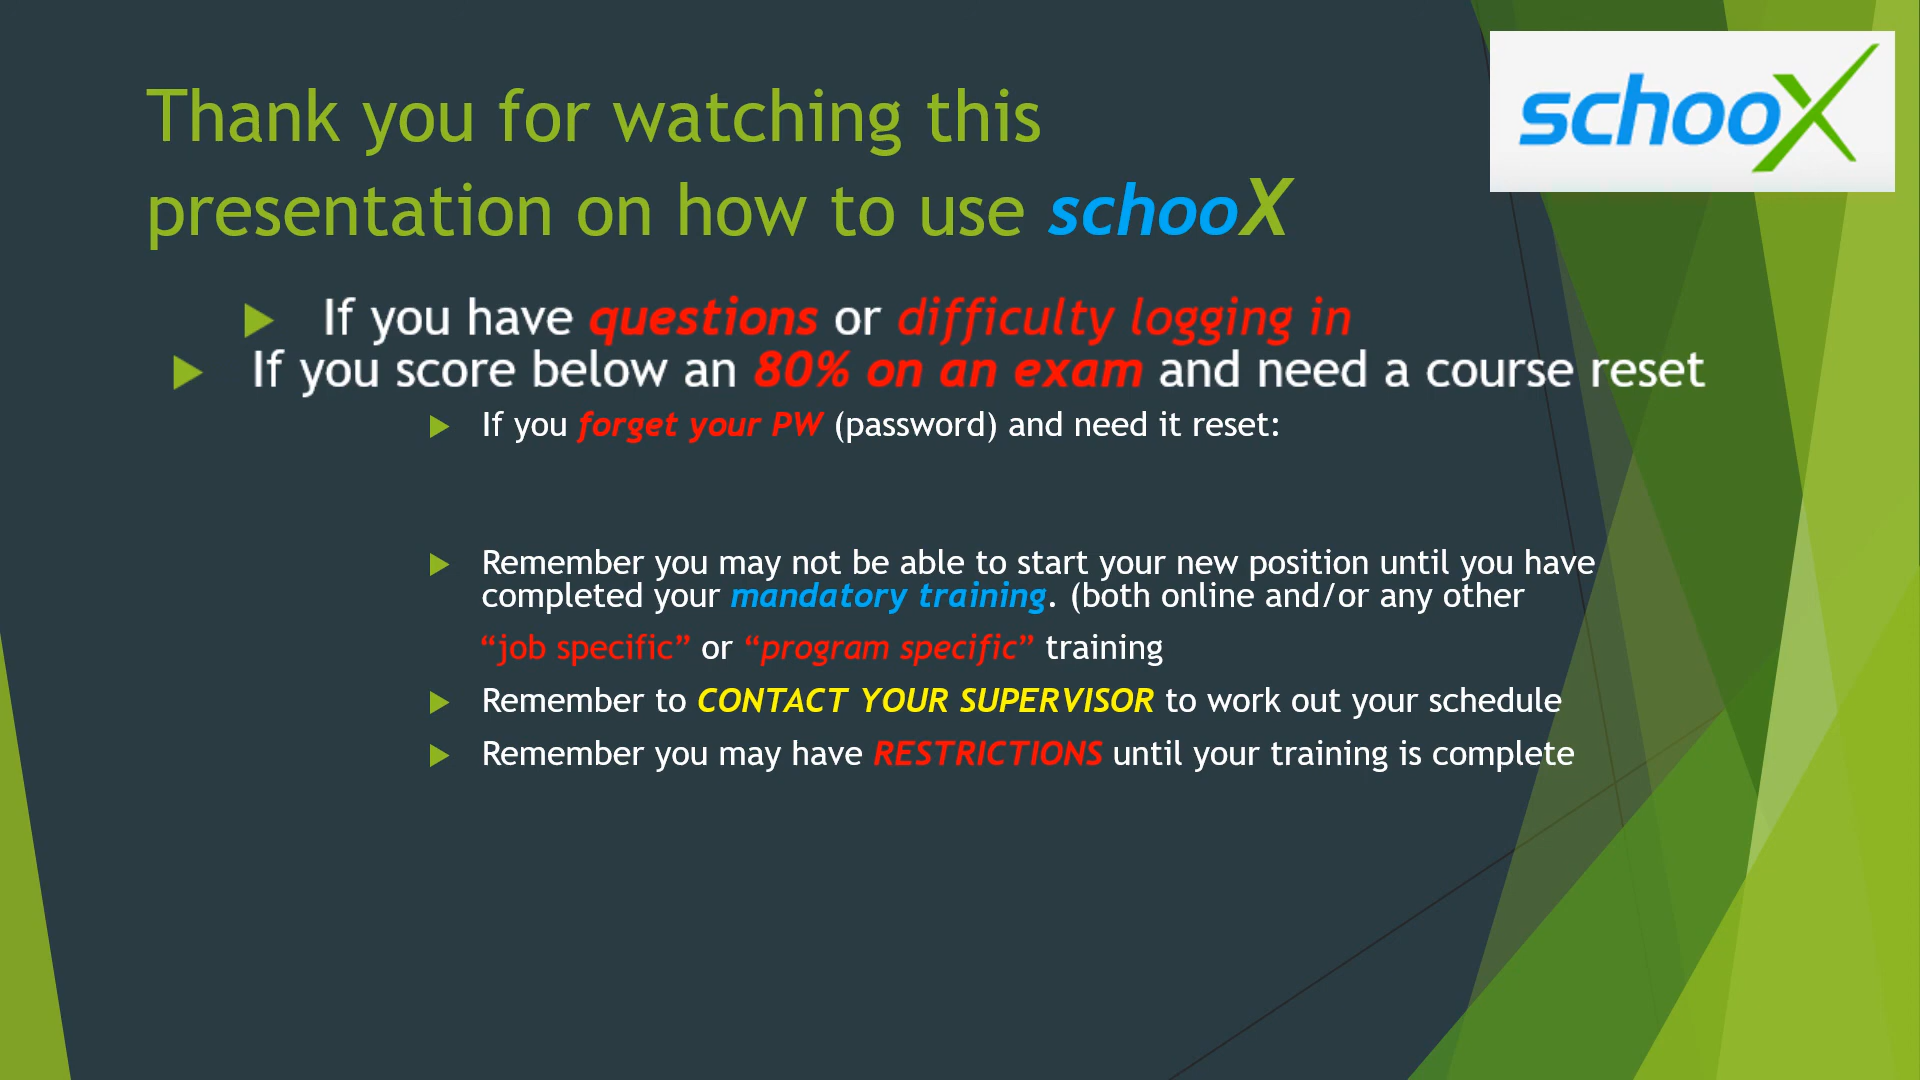 schooX
Thank you for watching this
presentation on how to use schooX
If you have questions or difficulty logging in
If you score below an 80% on an exam and need a course reset
If you forget your PW (password) and need it reset:
Remember you may not be able to start your new position until you have
completed your mandatory training. (both online and/or any other
“job specific” or “program specific” training
Remember to CONTACT YOUR SUPERVISOR to work out your schedule
Remember you may have RESTRICTIONS until your training is complete